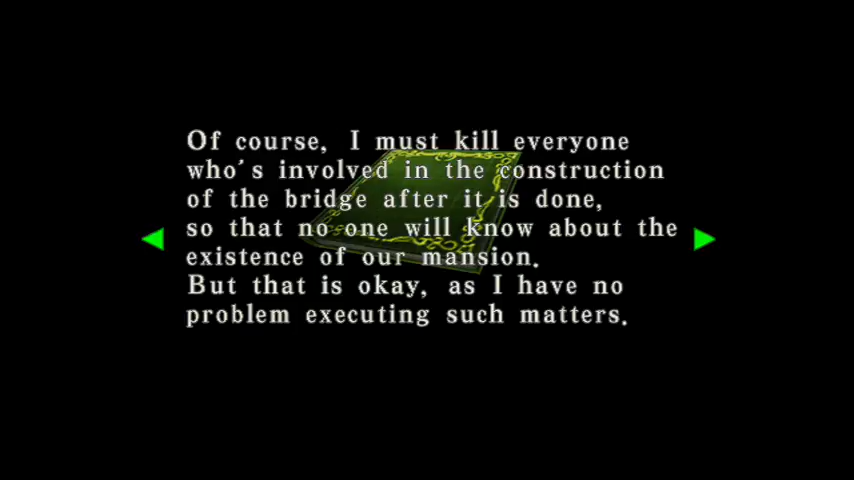 Of course, I must kill everyone
who's involved in the construction
of the bridge after it is done,
so that no one will know about the
existence of our mansion.
But that is okay, as I have no
problem executing such matters.